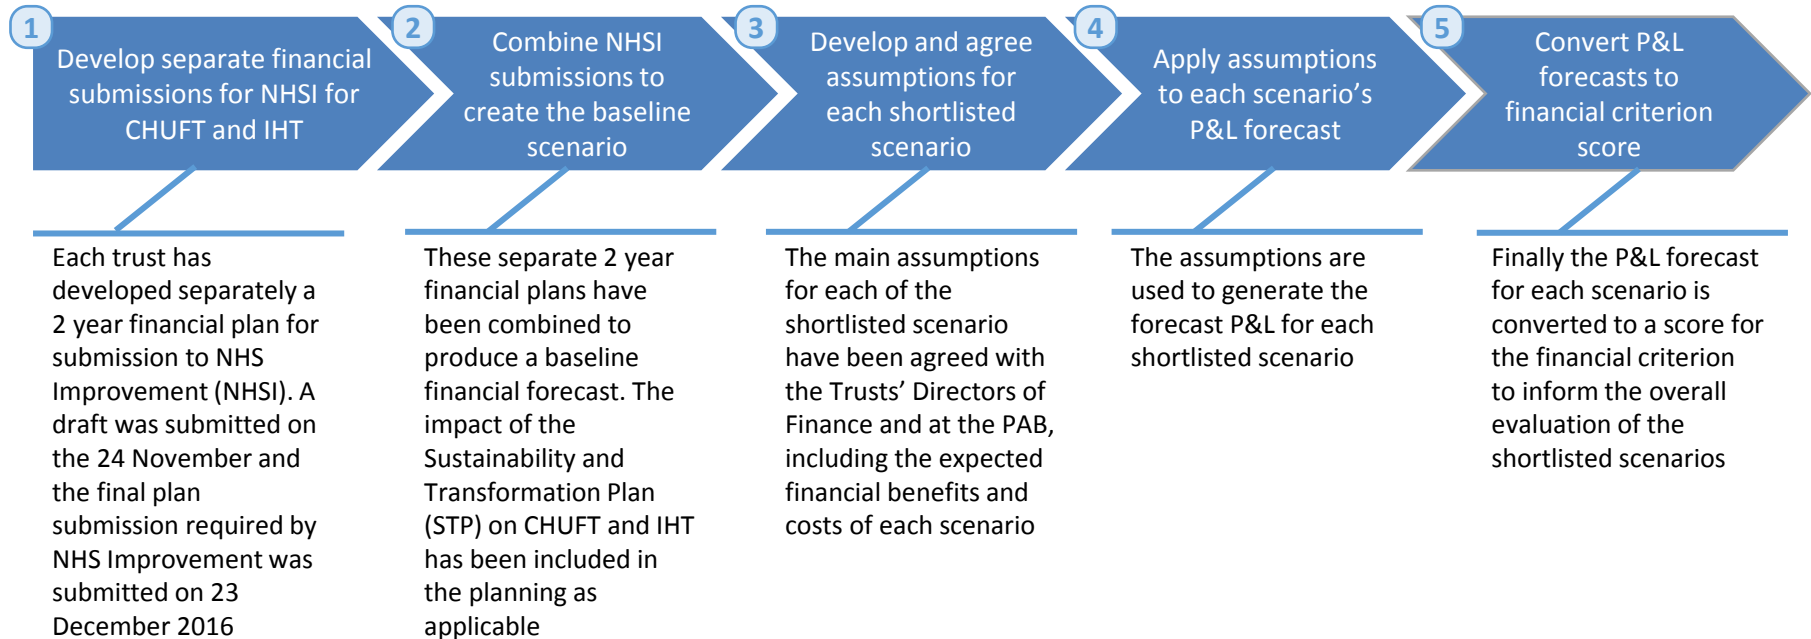 1
Develop separate financial
submissions for NHSI for
CHUFT and IHT
2
Combine NHSI
submissions to
create the baseline
scenario
3
Develop and agree
assumptions for
each shortlisted
scenario
4
Apply assumptions
to each scenario's
P&L forecast
5
Convert P&L
forecasts to
financial criterion
score
Each trust has
developed separately a
2 year financial plan for
submission to NHS
Improvement (NHSI). A
draft was submitted on
the 24 November and
the final plan
submission required by
NHS Improvement was
submitted on 23
December 2016
These separate 2 year
financial plans have
been combined to
produce a baseline
financial forecast. The
impact of the
Sustainability and
Transformation Plan
(STP) on CHUFT and IHT
has been included in
the planning as
applicable
The main assumptions
for each of the
shortlisted scenario
have been agreed with
the Trusts' Directors of
Finance and at the PAB,
including the expected
financial benefits and
costs of each scenario
The assumptions are
used to generate the
forecast P&L for each
shortlisted scenario
Finally the P&L forecast
for each scenario is
converted to a score for
the financial criterion
to inform the overall
evaluation of the
shortlisted scenarios